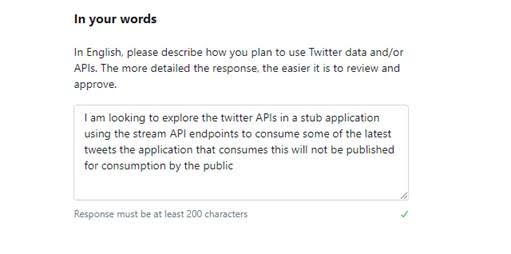 In your words
In English, please describe how you plan to use Twitter data and/or
APIs. The more detailed the response, the easier it is to review and
approve.
I am looking to explore the twitter APIs in a stub application
using the stream API endpoints to consume some of the latest
tweets the application that consumes this will not be published
for consumption by the public
Response must be at least 200 characters